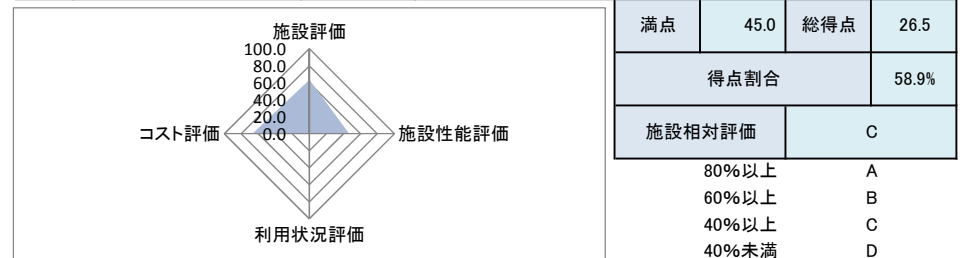 施設評価
100.0
80.0
60.0
40.0
20.0
0.0
コスト評価
施設性能評価
利用状況評価
満点 45.0 総得点 26.5
得点割合 58.9%
施設相対評価 C
80%以上 A
60%以上 B
40%以上 C
40%未満 D